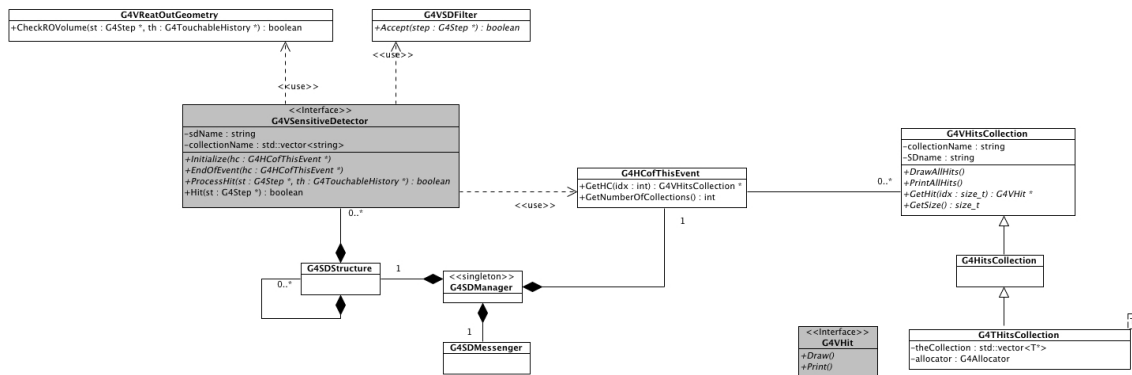 G4VReatOutGeometry
+CheckROVolume(st : G4Step *, th : G4TouchableHistory *) : boolean
G4VSDFilter
+Accept(step : G4Step *) : boolean
<<use>>
<<use>>
<<Interface>>
G4VSensitiveDetector
-sdName : string
-collectionName : std::vector<string>
+Initialize(hc : G4HCofThisEvent *)
+EndOfEvent(hc : G4HCofThisEvent *)
+ProcessHit(st : G4Step *, th : G4TouchableHistory *) : boolean
+Hit(st : G4Step *) : boolean
<<use>>
G4HCofThisEvent
+GetHC(idx : int) : G4VHitsCollection *
+GetNumberOfCollections() : int
0..*
G4VHitsCollection
-collectionName : string
-SDname : string
+DrawAllHits()
+PrintAllHits()
+GetHit(idx : size_t) : G4VHit *
+GetSize() : size_t
0..*
1
G4SDStructure
0..*
1
<<singleton>>
G4SDManager
G4HitsCollection
1
G4SDMessenger
<<Interface>>
G4VHit
+Draw()
+Print()
G4THitsCollection
-theCollection : std::vector<T*>
-allocator : G4Allocator